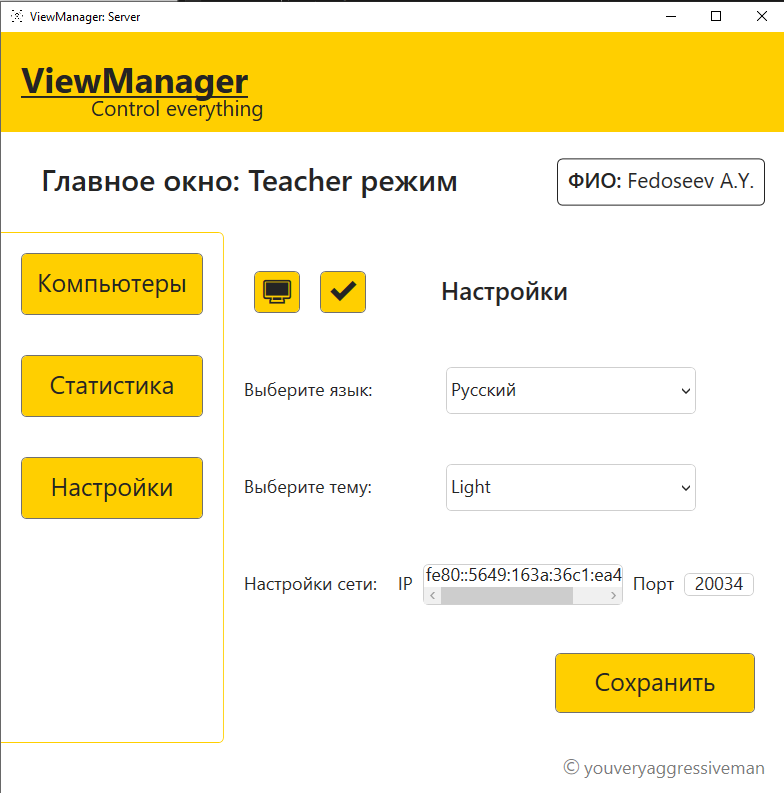 ViewManager: Server
ViewManager
Control everything
Главное окно: Teacher режим
ФИО: Fedoseev A.Y.
Компьютеры
Статистика
Настройки
Настройки
Выберите язык: Русский
Выберите тему: Light
Настройки сети: IP fe80::5649:163a:36c1:ea4 Порт 20034
Сохранить
© youveryaggressiveman